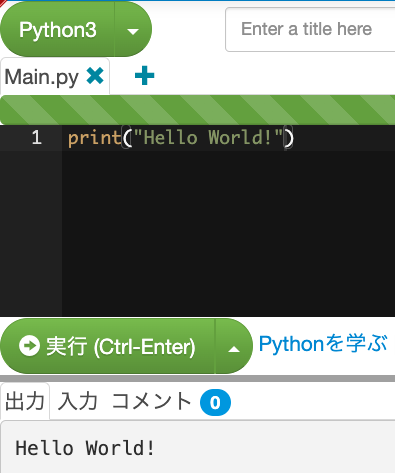 Python3
Enter a title here
Main.py
1 print("Hello World!")
実行 (Ctrl-Enter)
Pythonを学ぶ
出力 入力 コメント 0
Hello World!